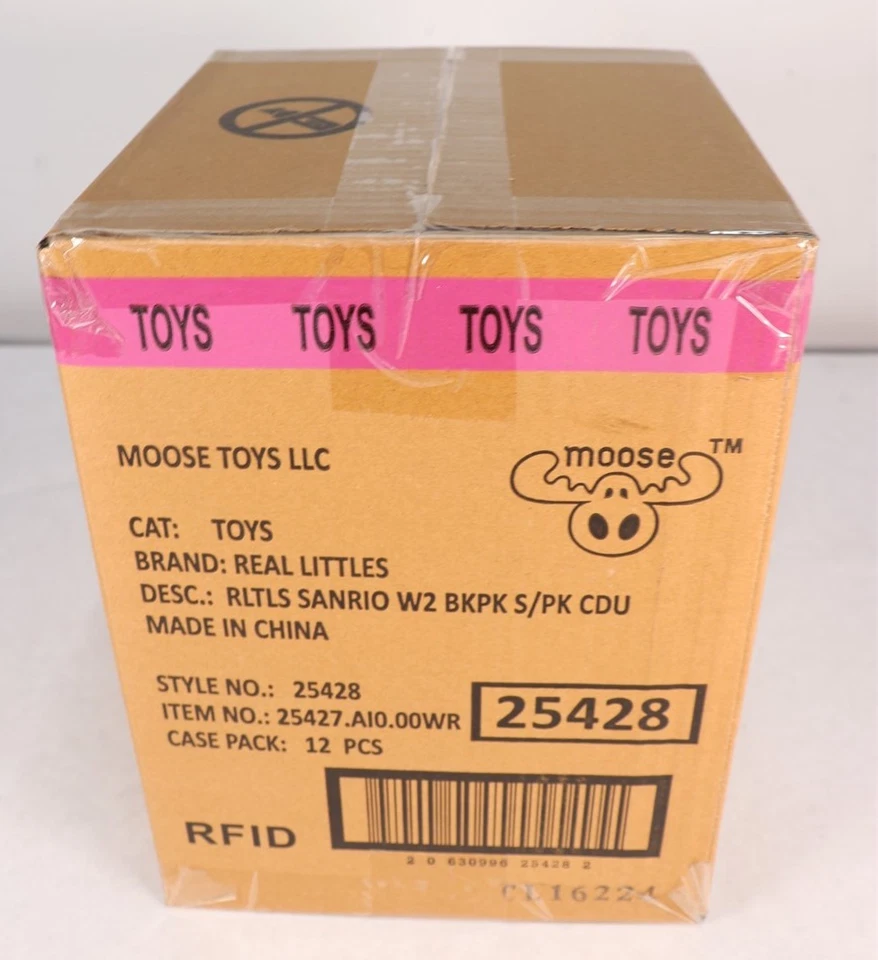 TOYS TOYS TOYS TOYS
MOOSE TOYS LLC
moose TM
CAT: TOYS
BRAND: REAL LITTLES
DESC.: RLTLS SANRIO W2 BKPK S/PK CDU
MADE IN CHINA
STYLE NO.: 25428
ITEM NO.: 25427.AI0.00WR
25428
CASE PACK: 12 PCS
RFID
2 0 630996 25428 2